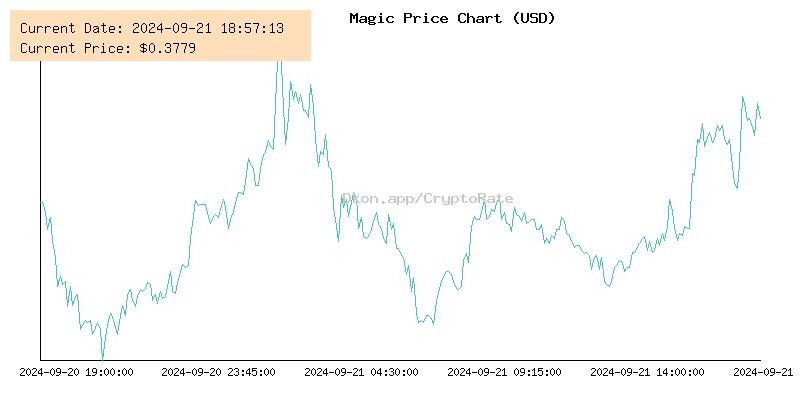 Magic Price Chart (USD)
Current Date: 2024-09-21 18:57:13
Current Price: $0.3779
Dkon.app/CryptoRate
2024-09-20 19:00:00
2024-09-20 23:45:00
2024-09-21 04:30:00
2024-09-21 09:15:00
2024-09-21 14:00:00
2024-09-21